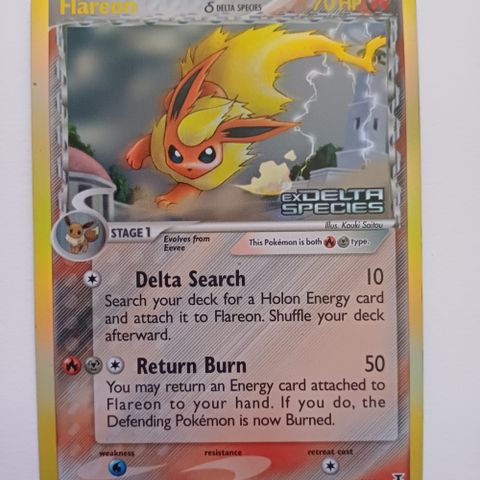 Flareon δ DELTA SPECIES 70 HP
EX DELTA
SPECIES
Illus. Kouki Saitou
STAGE 1
Evolves from
Eevee
This Pokémon is both type.
Delta Search 10
Search your deck for a Holon Energy card
and attach it to Flareon. Shuffle your deck
afterward.
Return Burn 50
You may return an Energy card attached to
Flareon to your hand. If you do, the
Defending Pokémon is now Burned.
weakness resistance retreat cost